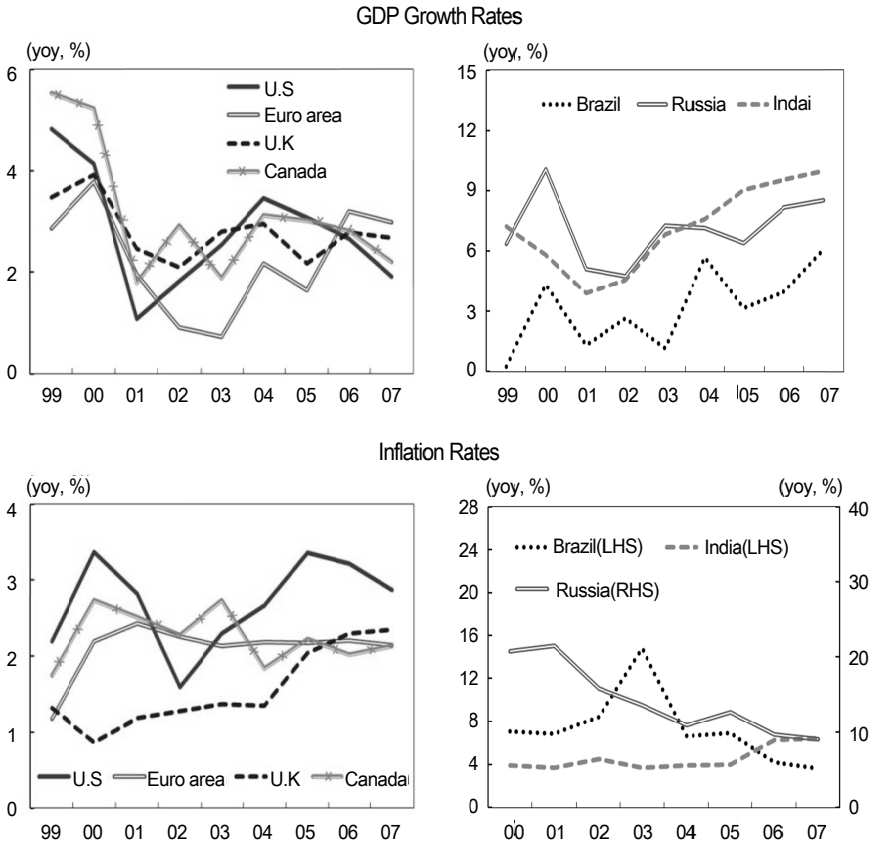 GDP Growth Rates
(yoy, %)
6
4
2
0
U.S
Euro area
U.K
Canada
99 00 01 02 03 04 05 06 07
15
12
9
6
3
0
(yoy, %)
Brazil Russia Indai
99 00 01 02 03 04 05 06 07
Inflation Rates
(yoy, %)
4
3
2
1
0
U.S Euro area U.K Canada
99 00 01 02 03 04 05 06 07
(yoy, %) (yoy, %)
28
24
20
16
12
8
4
0
Brazil(LHS) India(LHS)
Russia(RHS)
40
30
20
10
0
00 01 02 03 04 05 06 07